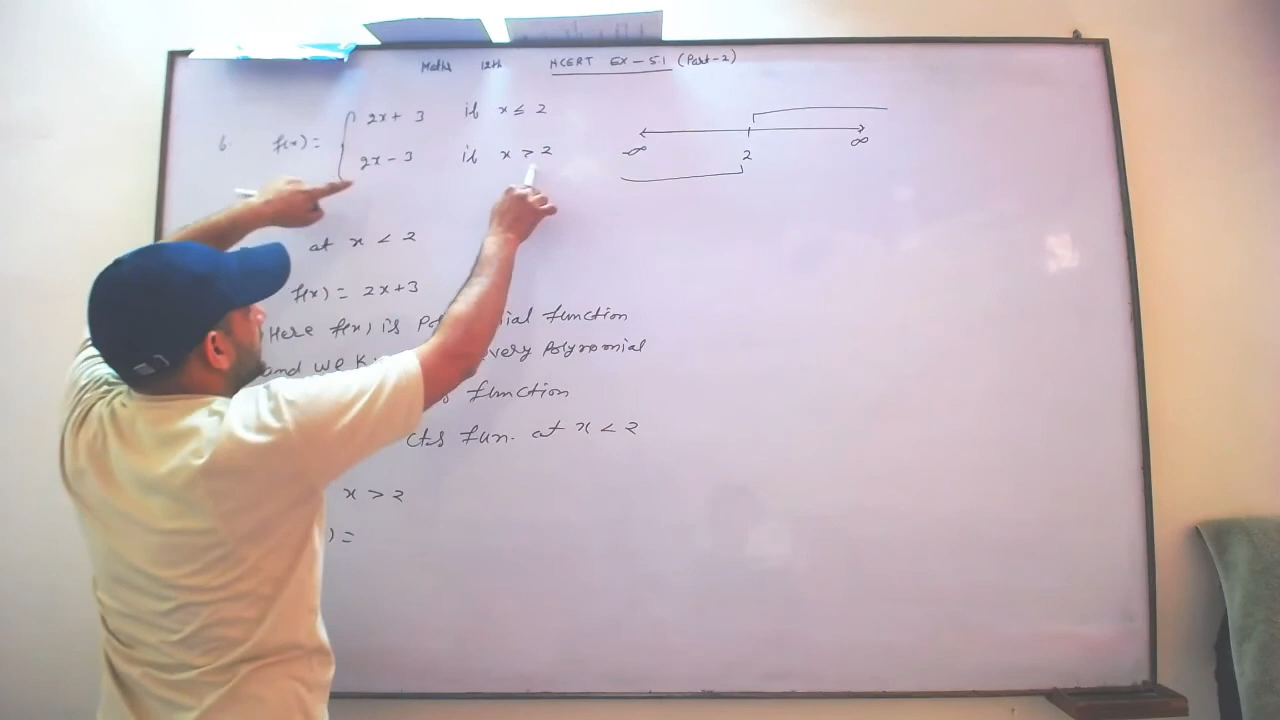 Maths 12th NCERT EX-5.1 (Part-2)
6. f(x) = { 2x + 3 if x ≤ 2
2x - 3 if x > 2
-∞ 2 ∞
at x < 2
f(x) = 2x+3
Here f(x) is function
and we every Polynomial
function
cts fun. at x < 2
x > 2
) =